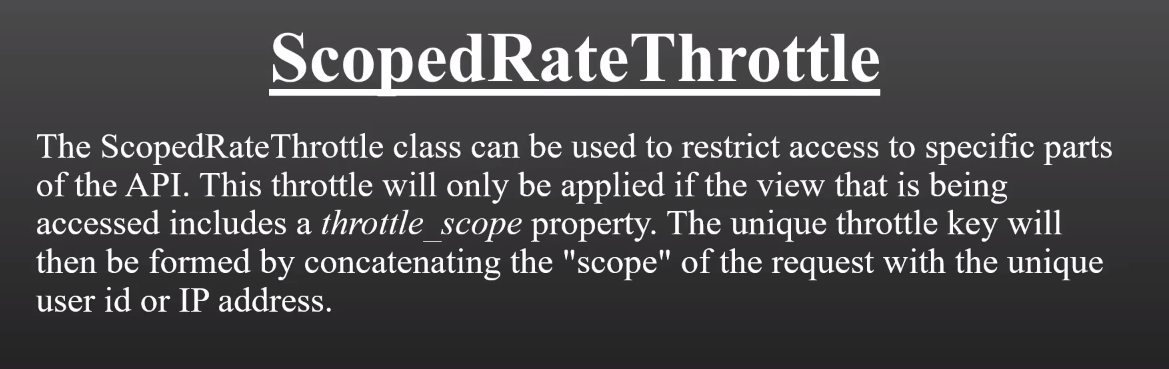 ScopedRateThrottle
The ScopedRateThrottle class can be used to restrict access to specific parts
of the API. This throttle will only be applied if the view that is being
accessed includes a throttle_scope property. The unique throttle key will
then be formed by concatenating the "scope" of the request with the unique
user id or IP address.